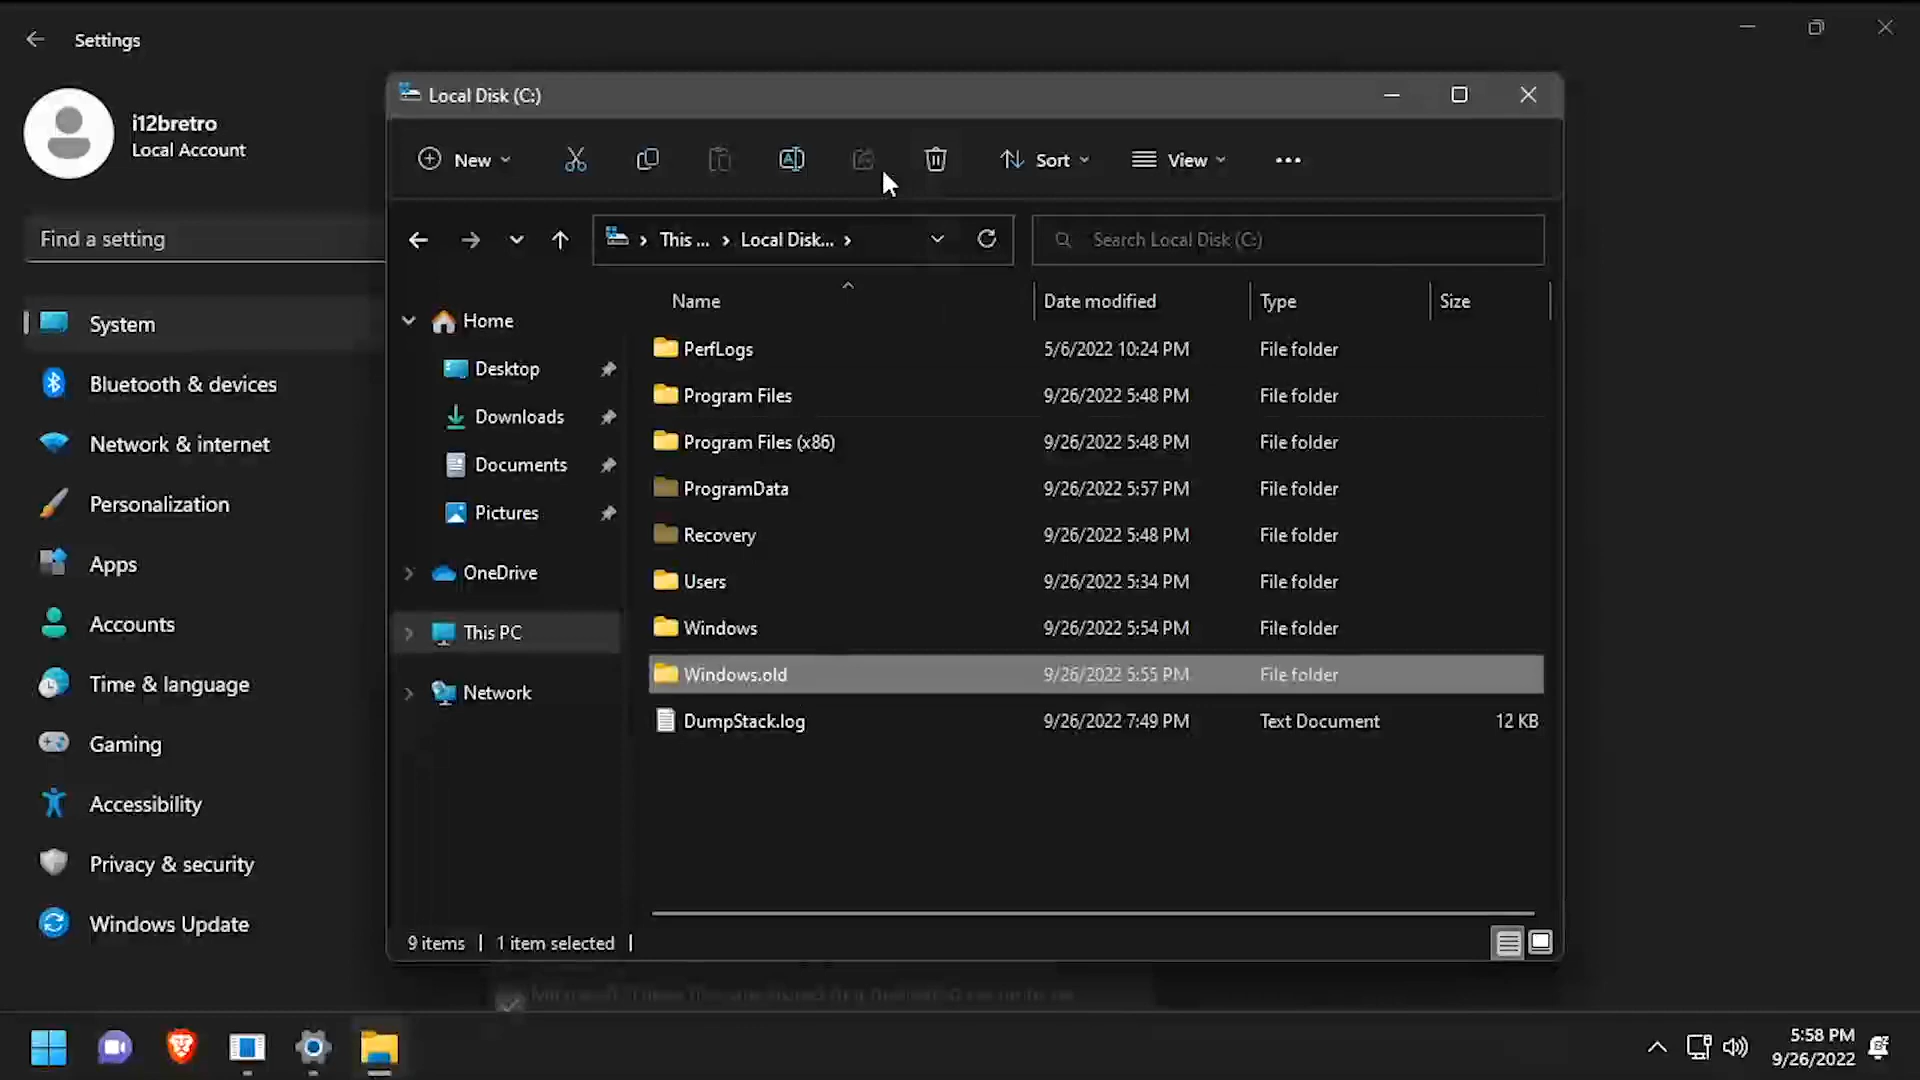 Settings
i12bretro
Local Account
Find a setting
System
Bluetooth & devices
Network & internet
Personalization
Apps
Accounts
Time & language
Gaming
Accessibility
Privacy & security
Windows Update
Local Disk (C:)
New
Sort
View
This ...
Local Disk...
Search Local Disk (C:)
Home
Desktop
Downloads
Documents
Pictures
OneDrive
This PC
Network
Name Date modified Type Size
PerfLogs 5/6/2022 10:24 PM File folder
Program Files 9/26/2022 5:48 PM File folder
Program Files (x86) 9/26/2022 5:48 PM File folder
ProgramData 9/26/2022 5:57 PM File folder
Recovery 9/26/2022 5:48 PM File folder
Users 9/26/2022 5:34 PM File folder
Windows 9/26/2022 5:54 PM File folder
Windows.old 9/26/2022 5:55 PM File folder
DumpStack.log 9/26/2022 7:49 PM Text Document 12 KB
9 items 1 item selected
5:58 PM
9/26/2022